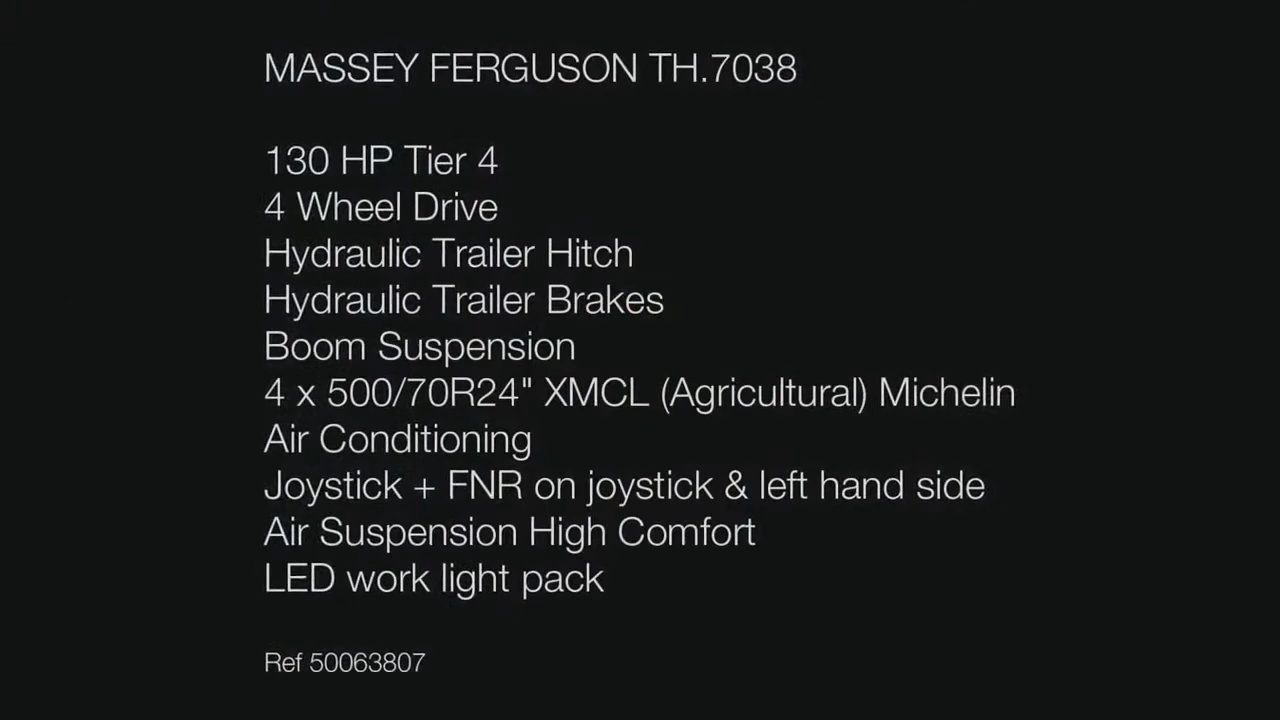 MASSEY FERGUSON TH.7038
130 HP Tier 4
4 Wheel Drive
Hydraulic Trailer Hitch
Hydraulic Trailer Brakes
Boom Suspension
4 x 500/70R24" XMCL (Agricultural) Michelin
Air Conditioning
Joystick + FNR on joystick & left hand side
Air Suspension High Comfort
LED work light pack
Ref 50063807